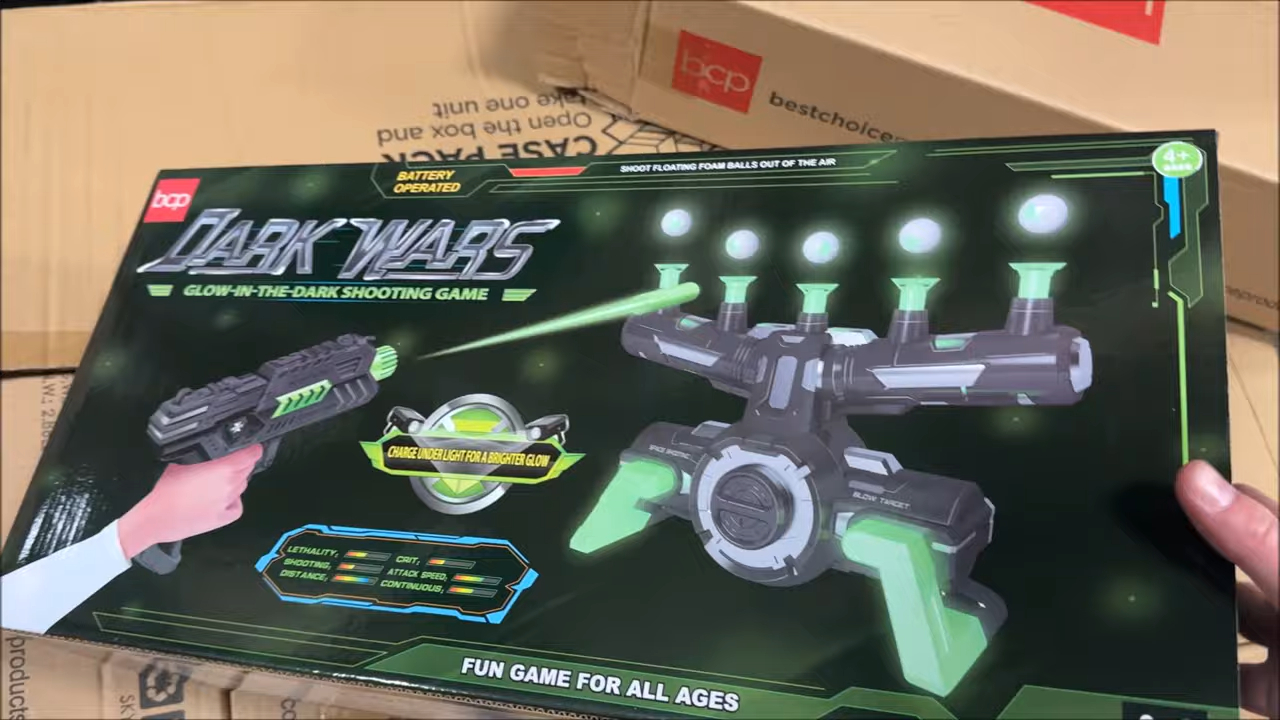 bcp
bestchoice
take one unit
Open the box and
CASE PACK
BATTERY
OPERATED
SHOOT FLOATING FOAM BALLS OUT OF THE AIR
4+
bcp
DARK WARS
GLOW-IN-THE-DARK SHOOTING GAME
CHARGE UNDER LIGHT FOR A BRIGHTER GLOW
BLOW TARGET
LETHALITY, CRIT,
SHOOTING, ATTACK SPEED,
DISTANCE, CONTINUOUS,
FUN GAME FOR ALL AGES
products